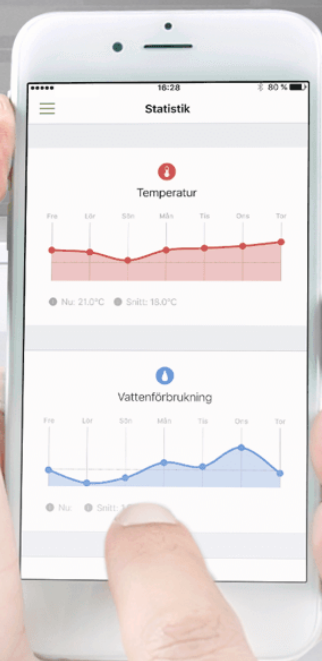 16:28
80 %
Statistik
Temperatur
Fre Lör Sön Mån Tis Ons Tor
Nu: 21.0°C Snitt: 16.0°C
Vattenförbrukning
Fre Lör Sön Mån Tis Ons Tor
Nu: Snitt: